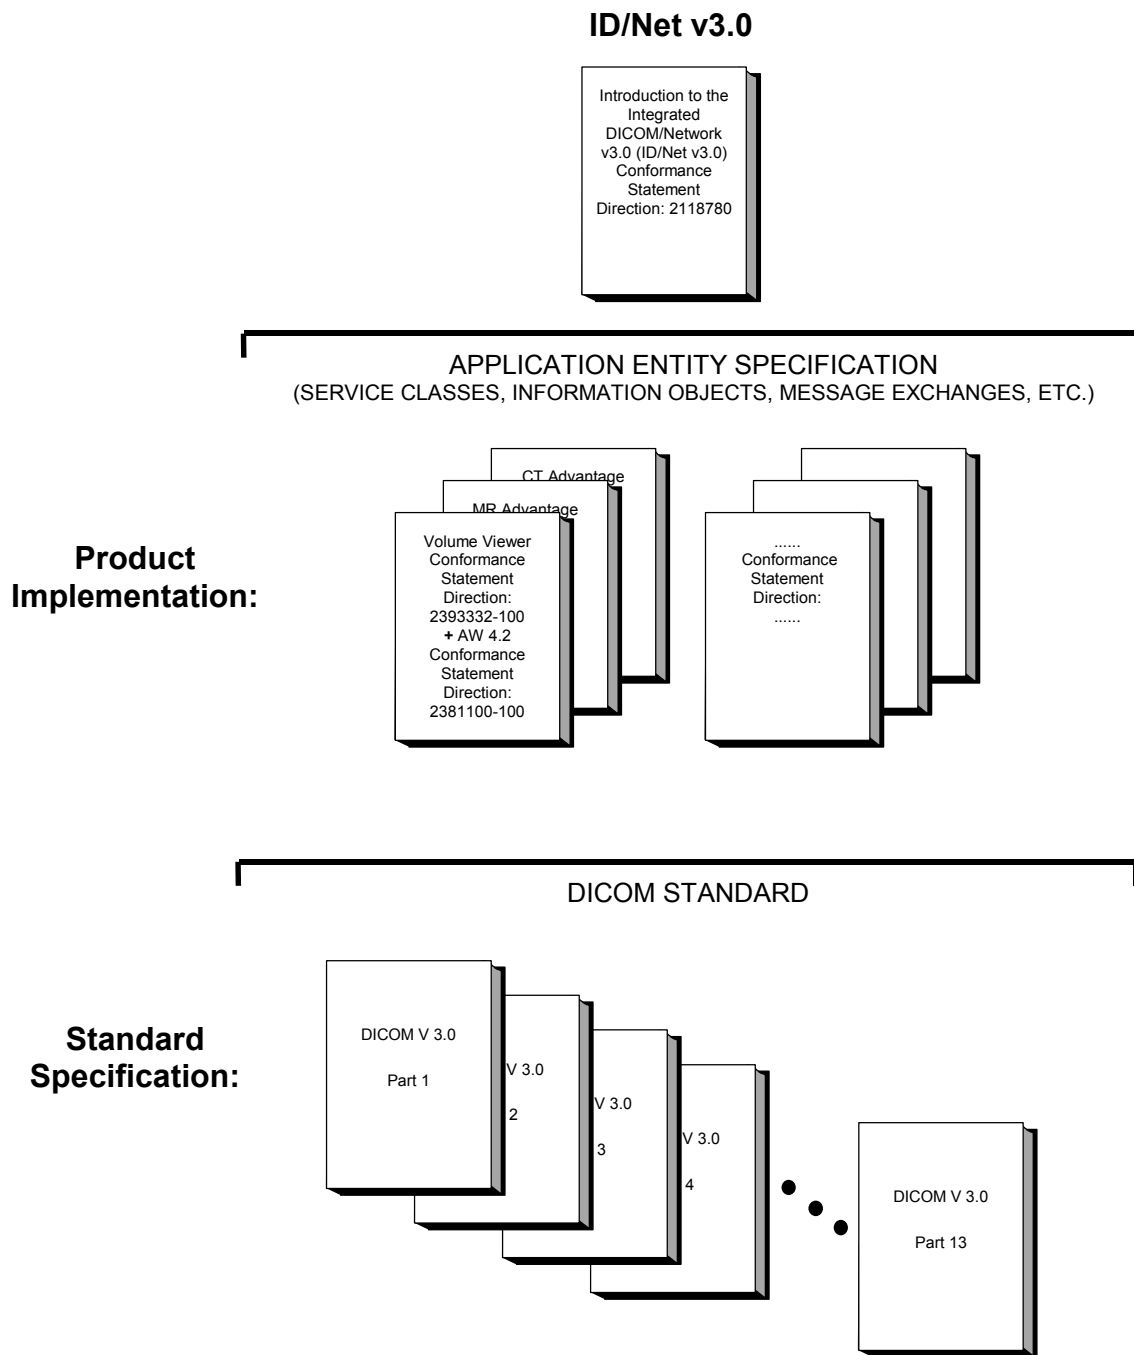 ID/Net v3.0
Introduction to the
Integrated
DICOM/Network
v3.0 (ID/Net v3.0)
Conformance
Statement
Direction: 2118780
APPLICATION ENTITY SPECIFICATION
(SERVICE CLASSES, INFORMATION OBJECTS, MESSAGE EXCHANGES, ETC.)
Product
Implementation:
CT Advantage
MR Advantage
Volume Viewer
Conformance
Statement
Direction:
2393332-100
+ AW 4.2
Conformance
Statement
Direction:
2381100-100
......
Conformance
Statement
Direction:
......
DICOM STANDARD
Standard
Specification:
DICOM V 3.0
Part 1
V 3.0
2
V 3.0
3
V 3.0
4
DICOM V 3.0
Part 13